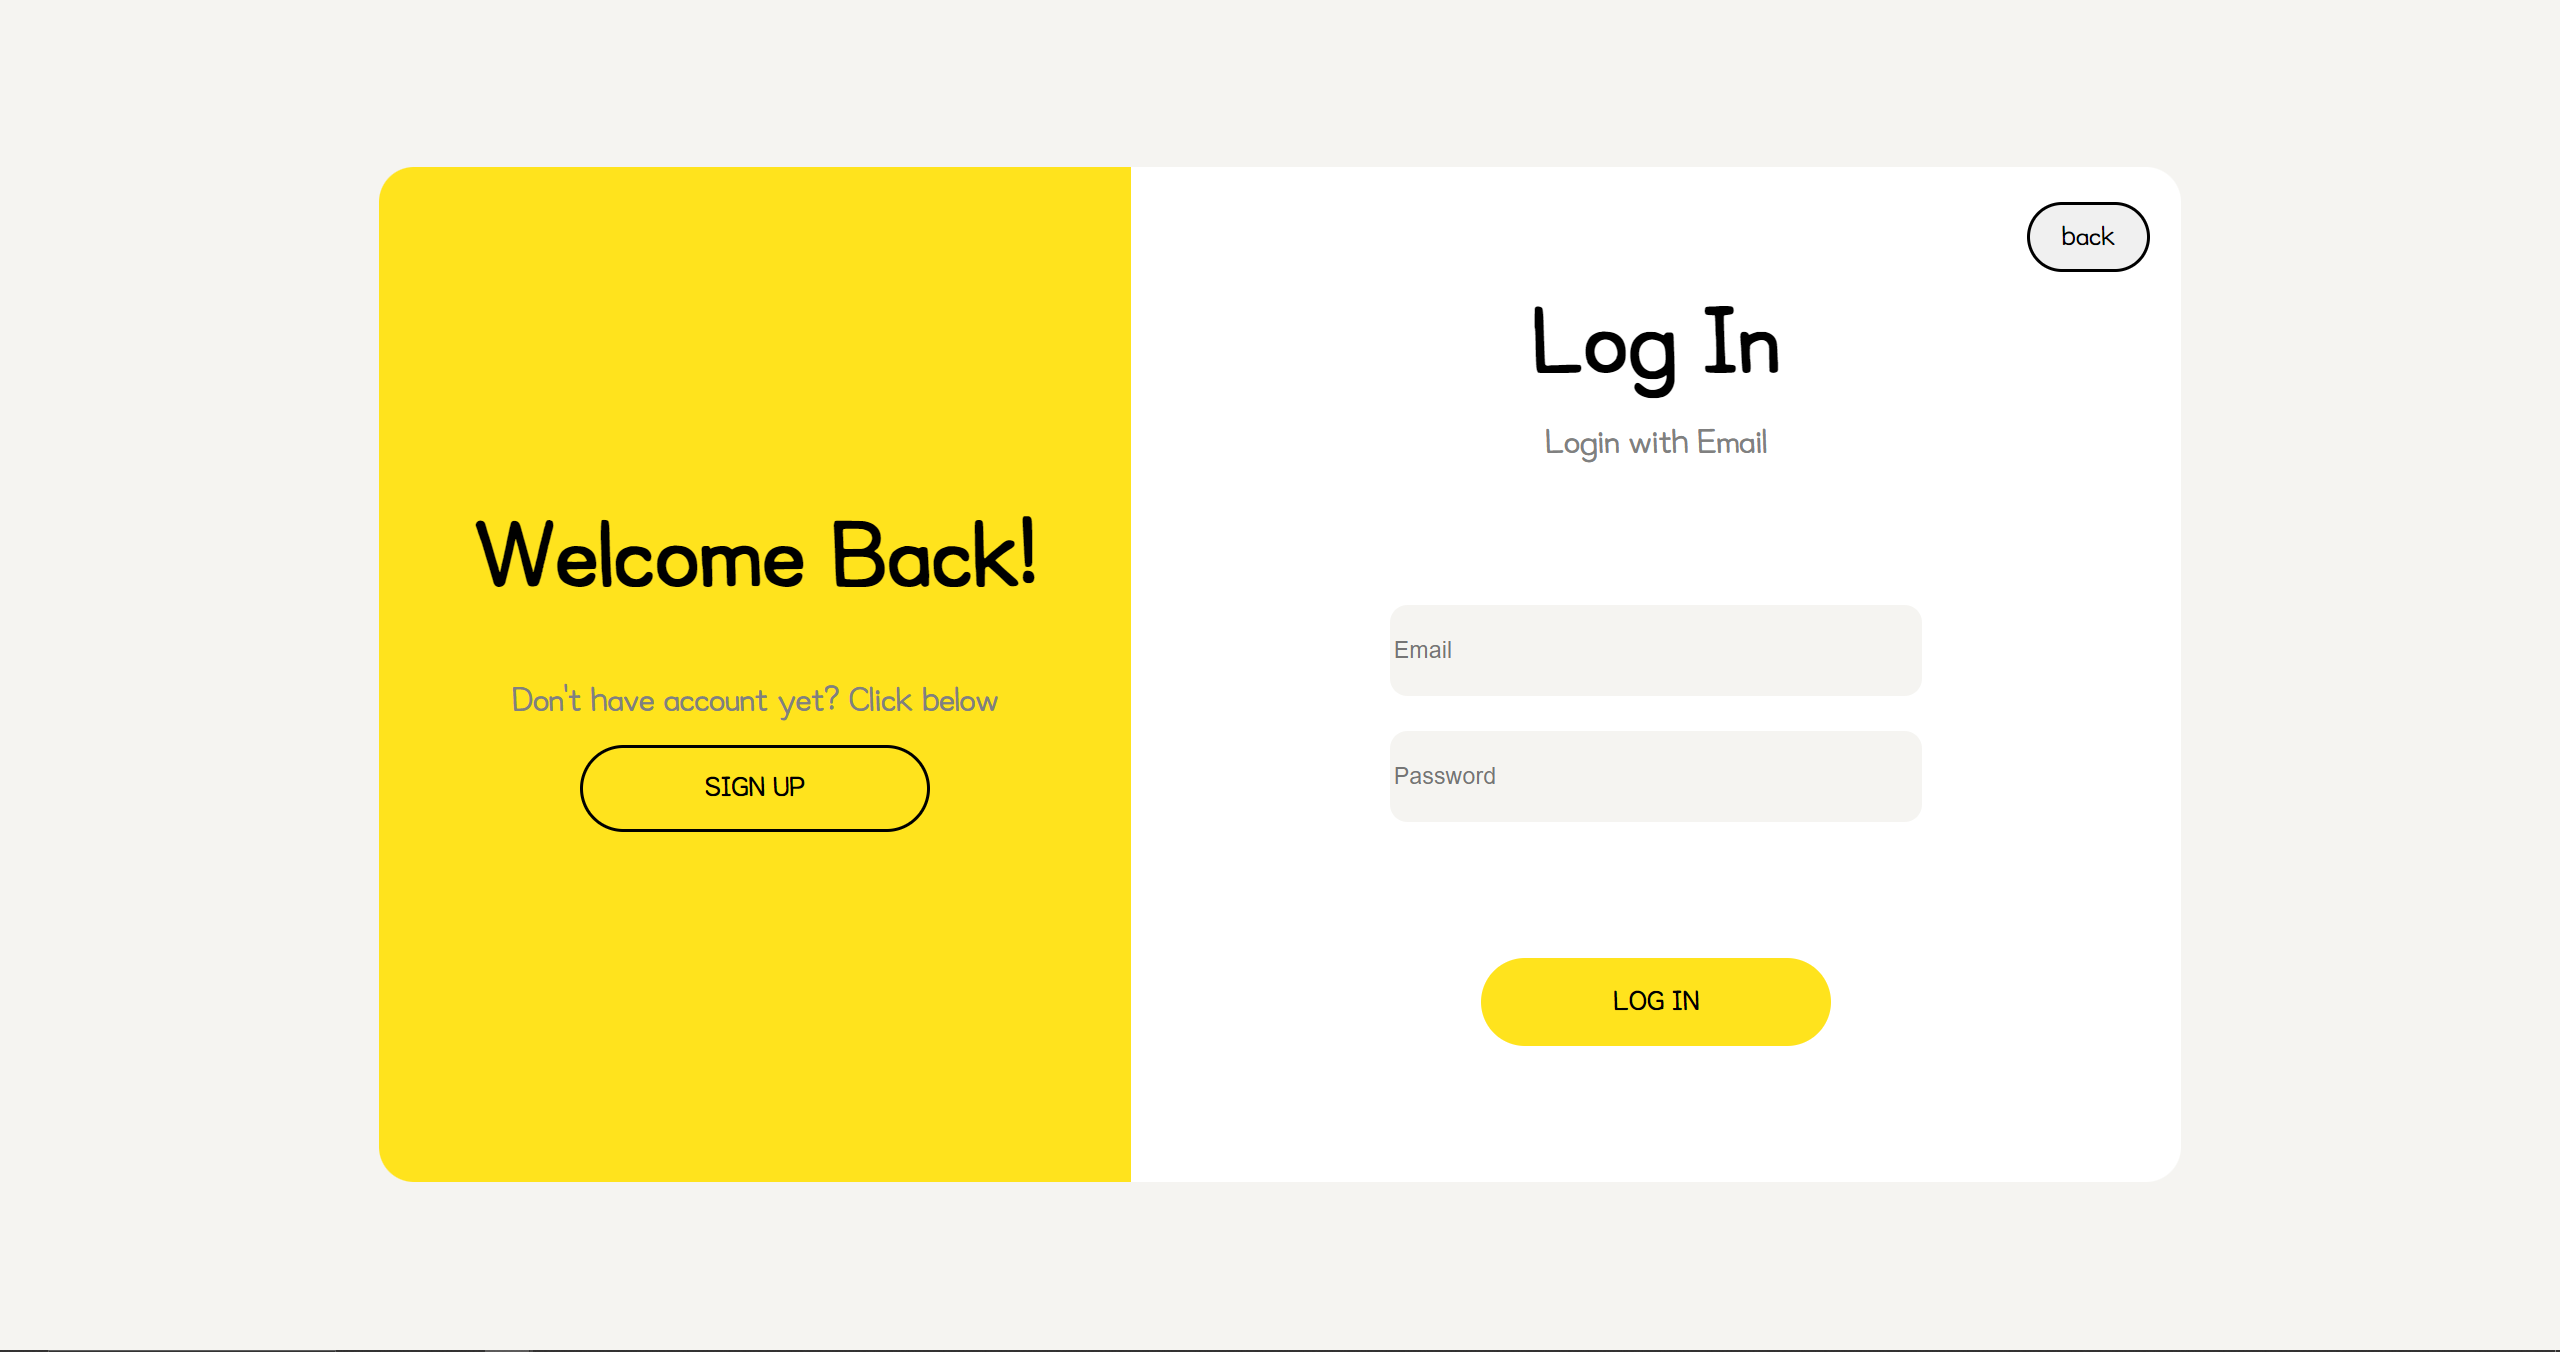 Welcome Back!
Don't have account yet? Click below
SIGN UP
back
Log In
Login with Email
Email
Password
LOG IN